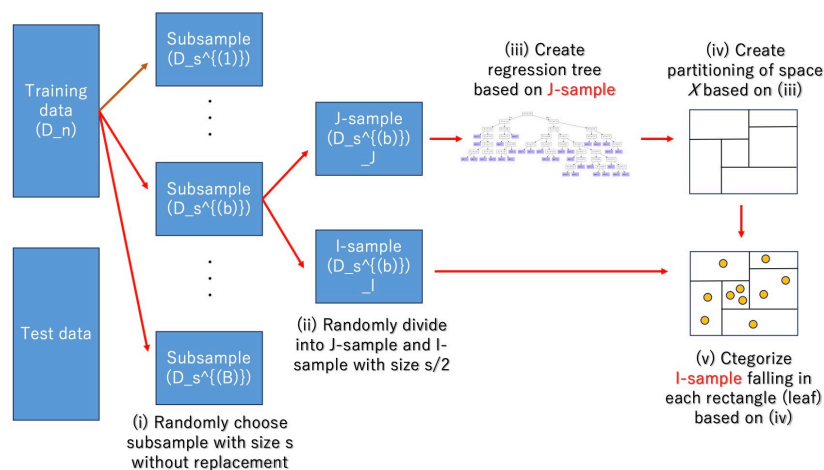 Training
data
(D_n)
Test data
Subsample
(D_s^{(1)})
Subsample
(D_s^{(b)})
Subsample
(D_s^{(B)})
(i) Randomly choose
subsample with size s
without replacement
J-sample
(D_s^{(b)})
_J
I-sample
(D_s^{(b)})
_I
(ii) Randomly divide
into J-sample and I-
sample with size s/2
(iii) Create
regression tree
based on J-sample
(iv) Create
partitioning of space
X based on (iii)
(v) Ctegorize
I-sample falling in
each rectangle (leaf)
based on (iv)